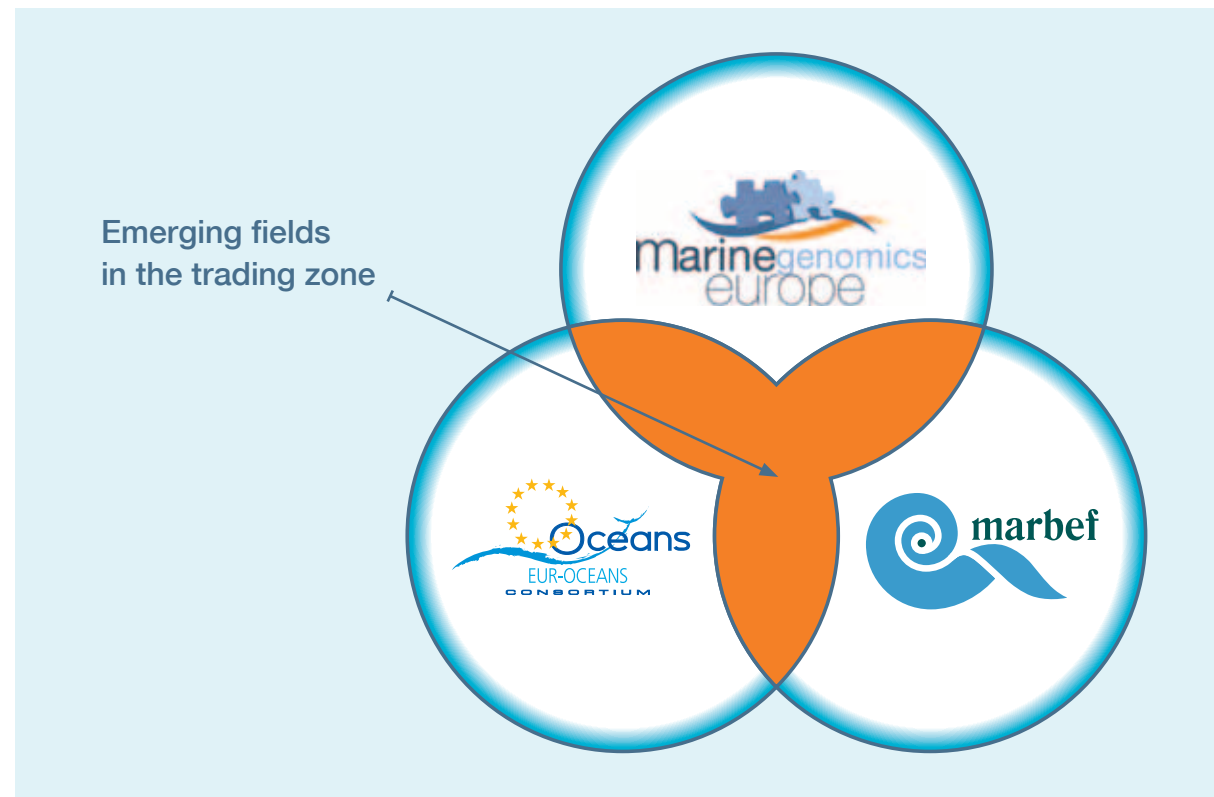 Emerging fields
in the trading zone
marinegenomics
europe
Oceans
EUR-OCEANS
CONSORTIUM
marbef